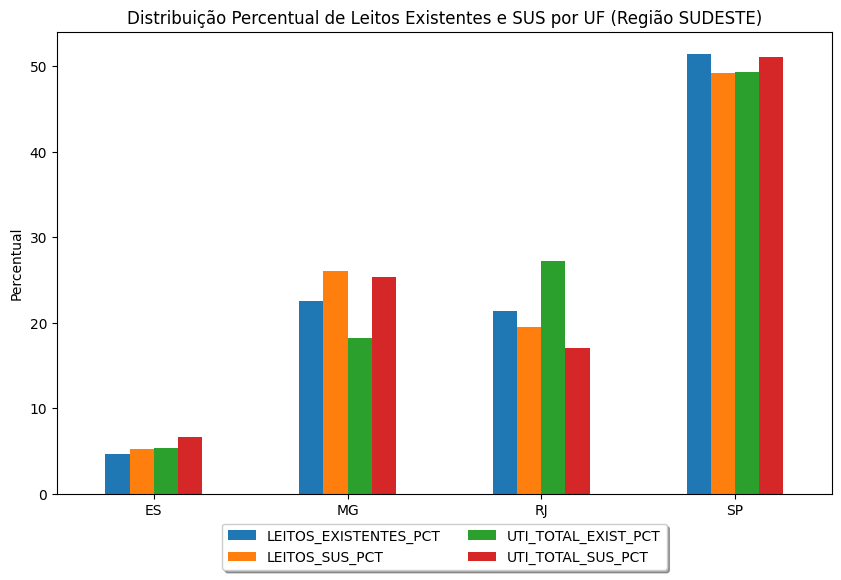 Distribuição Percentual de Leitos Existentes e SUS por UF (Região SUDESTE)
Percentual
50
40
30
20
10
0
ES MG RJ SP
LEITOS_EXISTENTES_PCT UTI_TOTAL_EXIST_PCT
LEITOS_SUS_PCT UTI_TOTAL_SUS_PCT